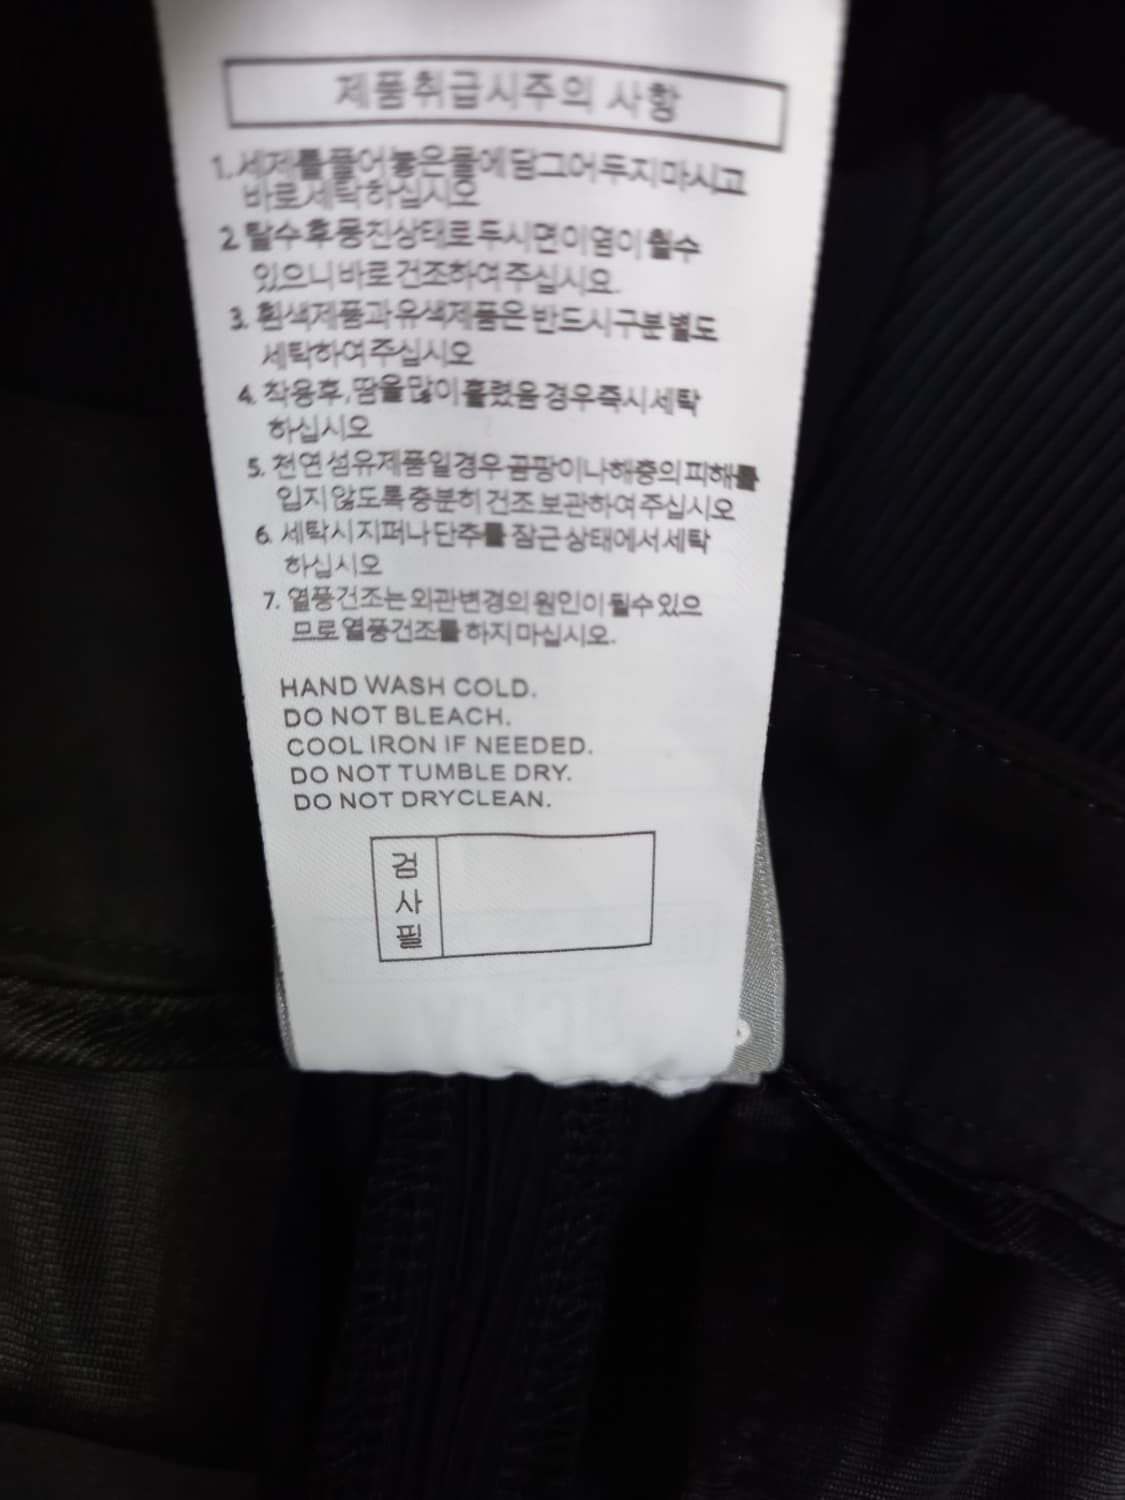 제품취급시주의 사항
1. 세제를풀어놓은물에담그어두지마시고
바로세탁하십시오
2. 탈수후뭉친상태로두시면이염이될수
있으니바로건조하여주십시요.
3. 흰색제품과유색제품은반드시구분별도
세탁하여주십시오
4. 착용후,땀을많이흘렸을경우즉시세탁
하십시오
5. 천연섬유제품일경우곰팡이나해충의피해를
입지않도록충분히건조보관하여주십시오
6. 세탁시지퍼나단추를 잠근상태에서세탁
하십시오
7. 열풍건조는외관변경의원인이될수있으
므로열풍건조를하지마십시오.
HAND WASH COLD.
DO NOT BLEACH.
COOL IRON IF NEEDED.
DO NOT TUMBLE DRY.
DO NOT DRYCLEAN.
검
사
필